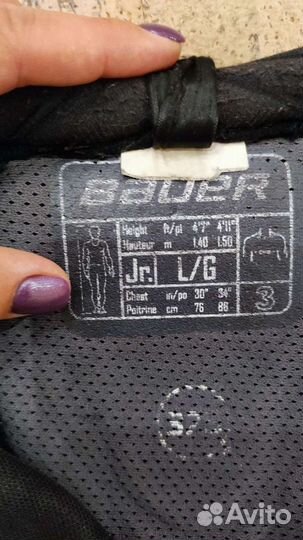 BAUER
Height ft/pi 4'7" 4'11"
Hauteur m 1.40 1.50
Jr. L/G
Chest in/po 30" 34"
Poitrine cm 76 86
3
57
Avito